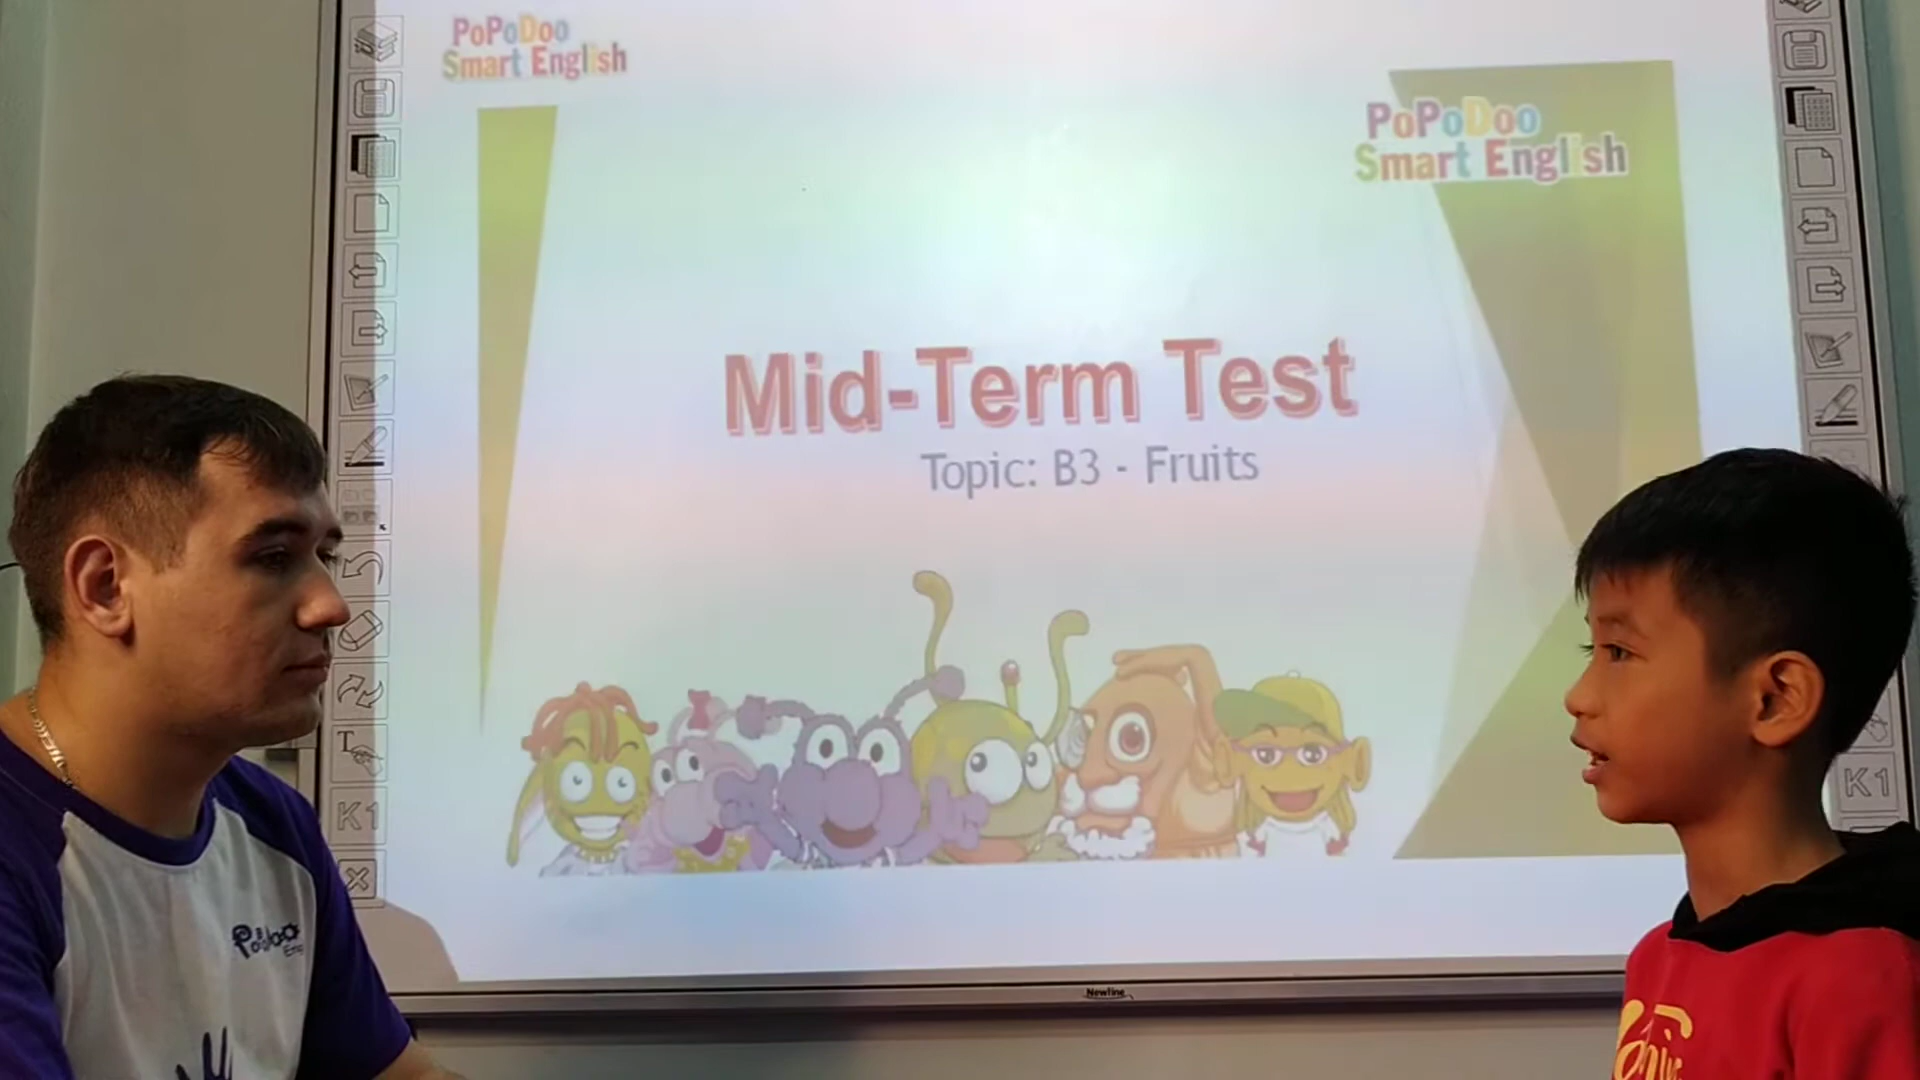 PoPoDoo
Smart English
PoPoDoo
Smart English
Mid-Term Test
Topic: B3 - Fruits
K1
K1
Newline